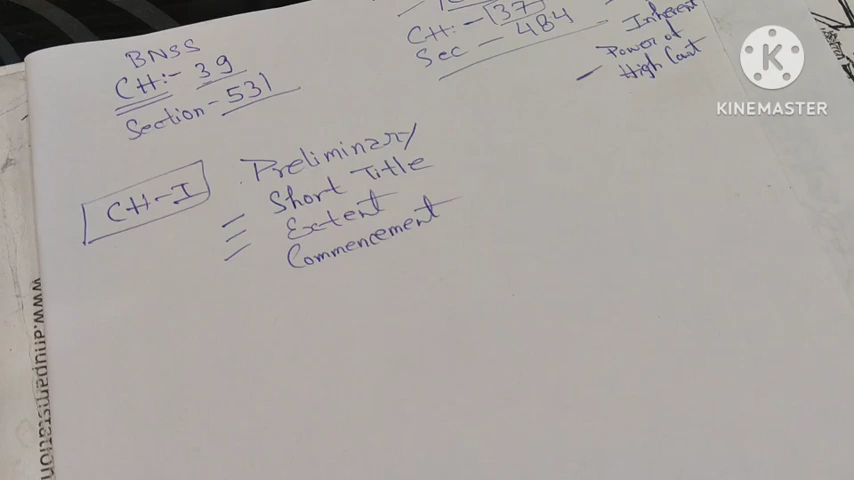 BNSS
CH:- 39
Section - 531
CH:- 37
Sec - 484
Inherent
Power of
High Court
CH-I
Preliminary
Short Title
Extent
Commencement
KINEMASTER